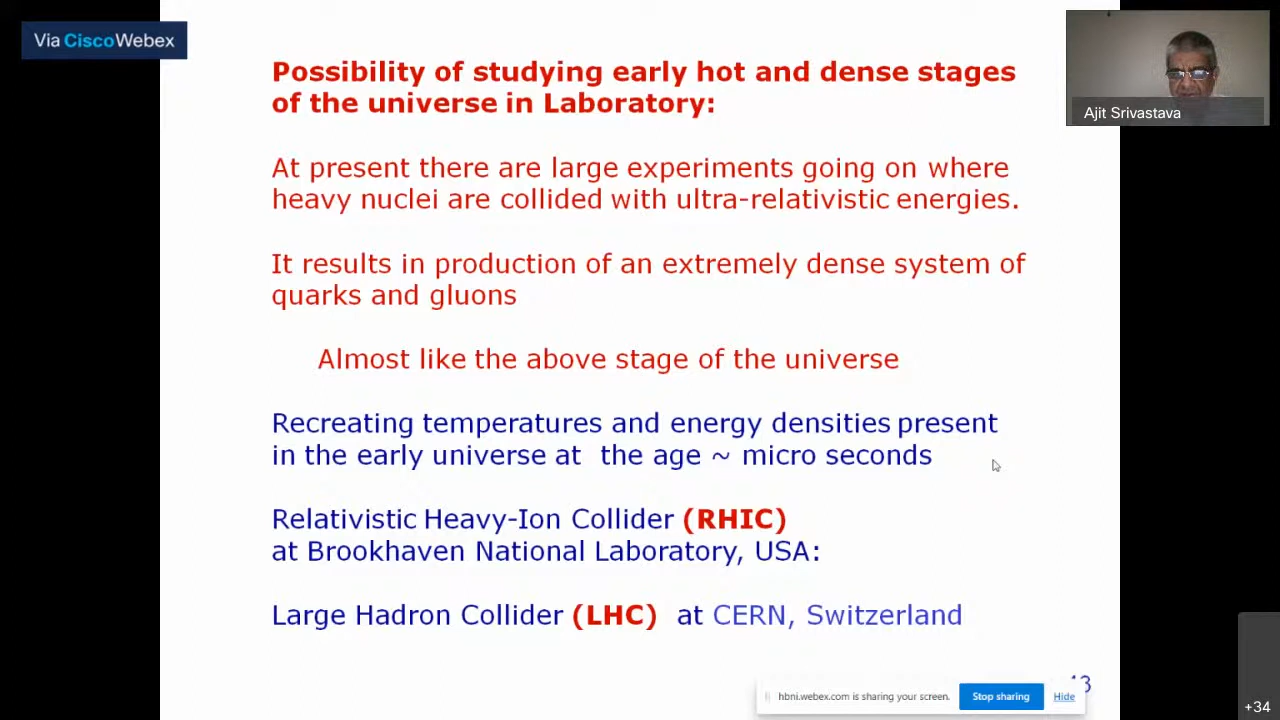 Via Cisco Webex
Possibility of studying early hot and dense stages
of the universe in Laboratory:
Ajit Srivastava
At present there are large experiments going on where
heavy nuclei are collided with ultra-relativistic energies.
It results in production of an extremely dense system of
quarks and gluons
Almost like the above stage of the universe
Recreating temperatures and energy densities present
in the early universe at the age ~ micro seconds
Relativistic Heavy-Ion Collider (RHIC)
at Brookhaven National Laboratory, USA:
Large Hadron Collider (LHC) at CERN, Switzerland
hbni.webex.com is sharing your screen.
Stop sharing
Hide
+34